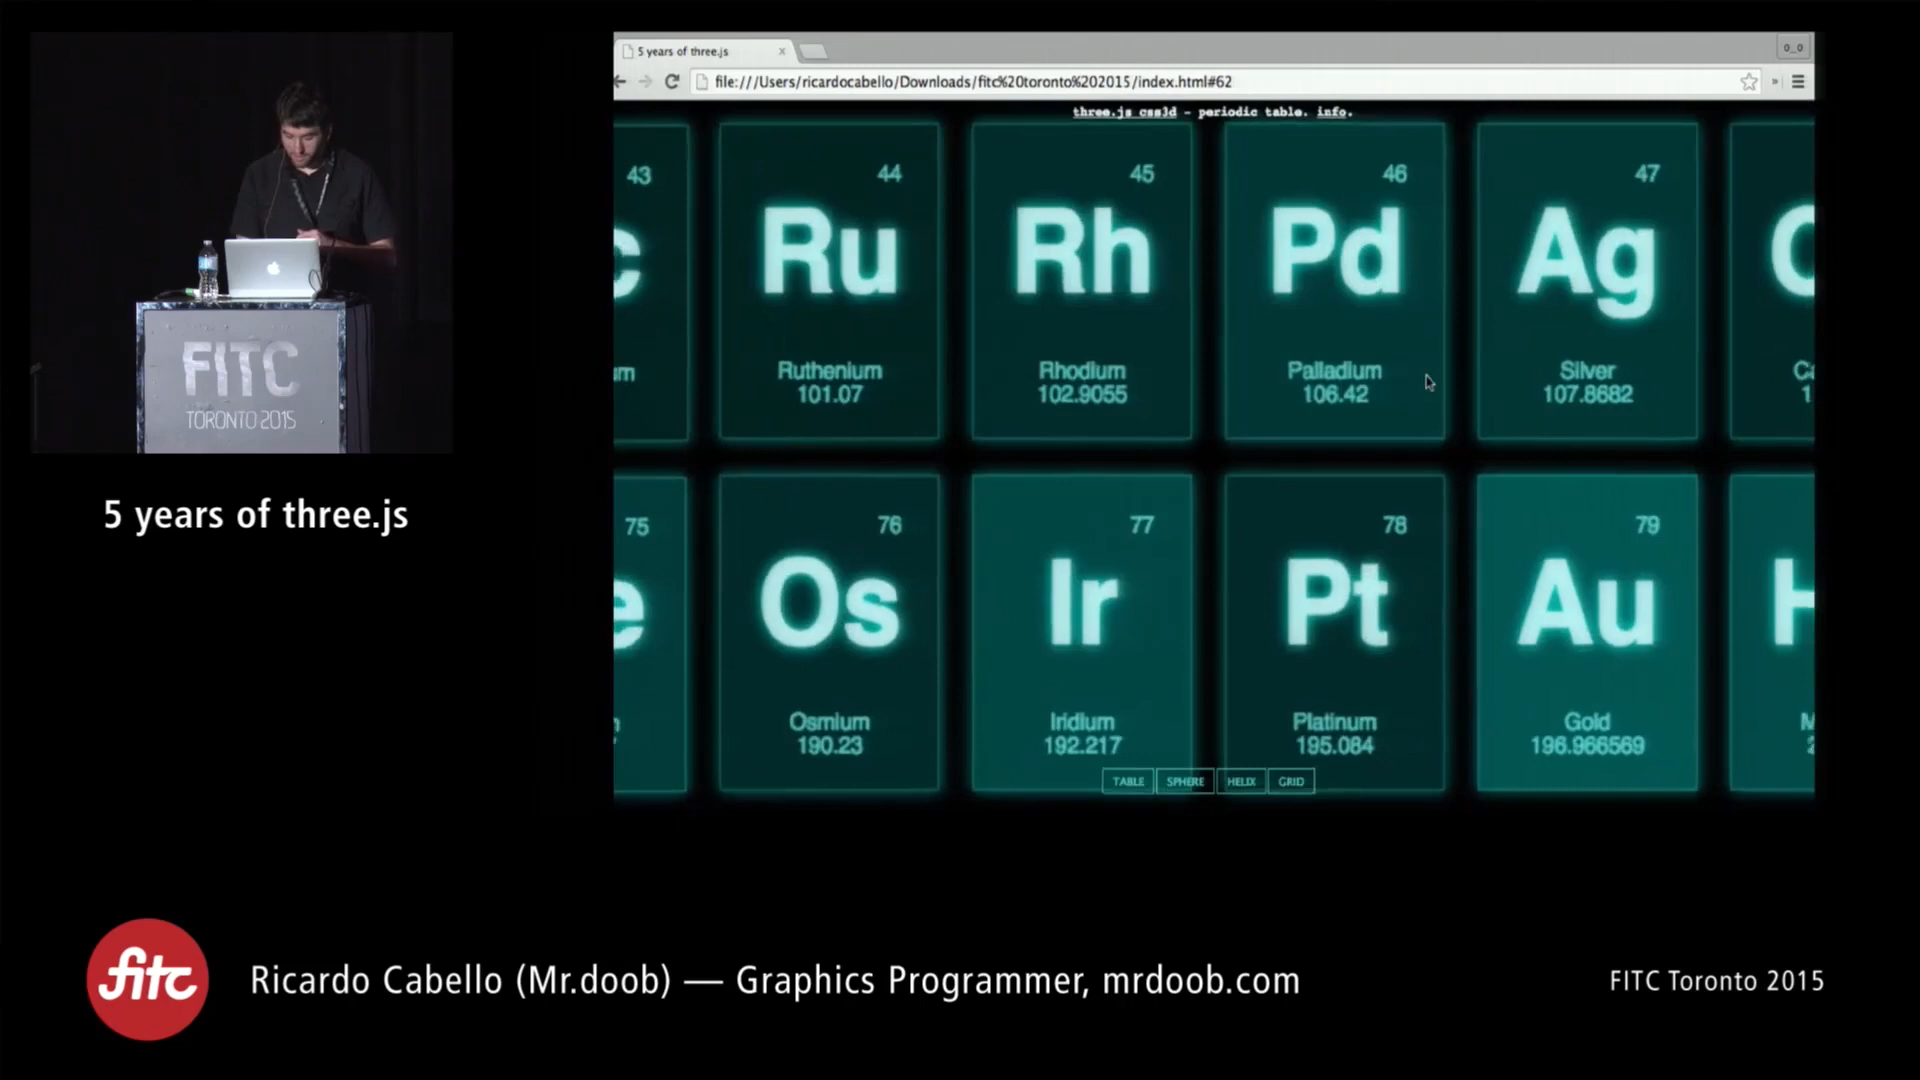 FITC
TORONTO 2015
5 years of three.js
5 years of three.js
0_0
file:///Users/ricardocabello/Downloads/fitc%20toronto%202015/index.html#62
three.js css3d - periodic table. info.
43
44
Ru
Ruthenium
101.07
45
Rh
Rhodium
102.9055
46
Pd
Palladium
106.42
47
Ag
Silver
107.8682
75
76
Os
Osmium
190.23
77
Ir
Iridium
192.217
78
Pt
Platinum
195.084
79
Au
Gold
196.966569
TABLE SPHERE HELIX GRID
fitc
Ricardo Cabello (Mr.doob) — Graphics Programmer, mrdoob.com
FITC Toronto 2015